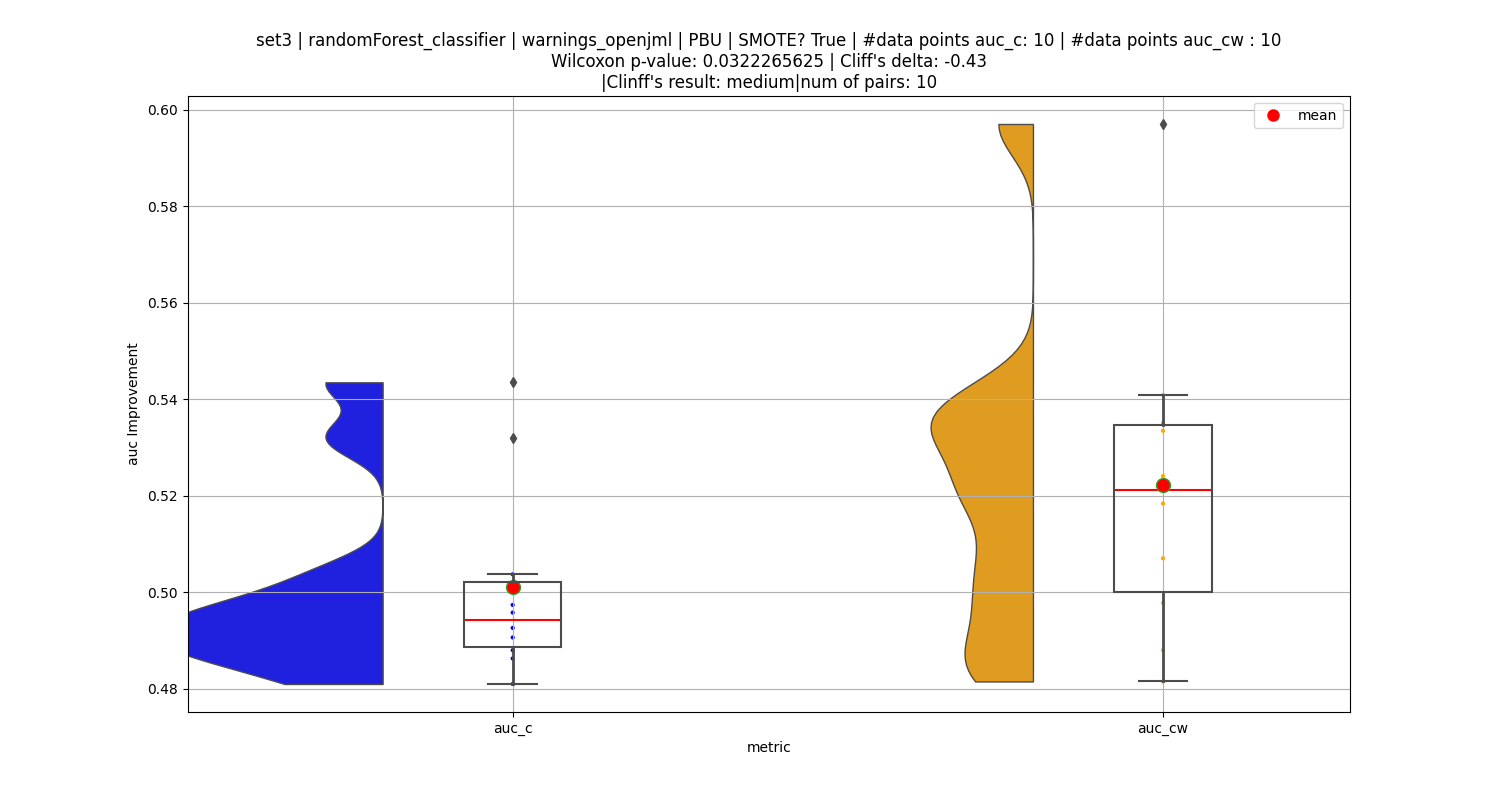 set3 | randomForest_classifier | warnings_openjml | PBU | SMOTE? True | #data points auc_c: 10 | #data points auc_cw : 10
Wilcoxon p-value: 0.0322265625 | Cliff's delta: -0.43
|Clinff's result: medium|num of pairs: 10
mean
0.60
0.58
0.56
0.54
0.52
0.50
0.48
auc Improvement
auc_c
auc_cw
metric